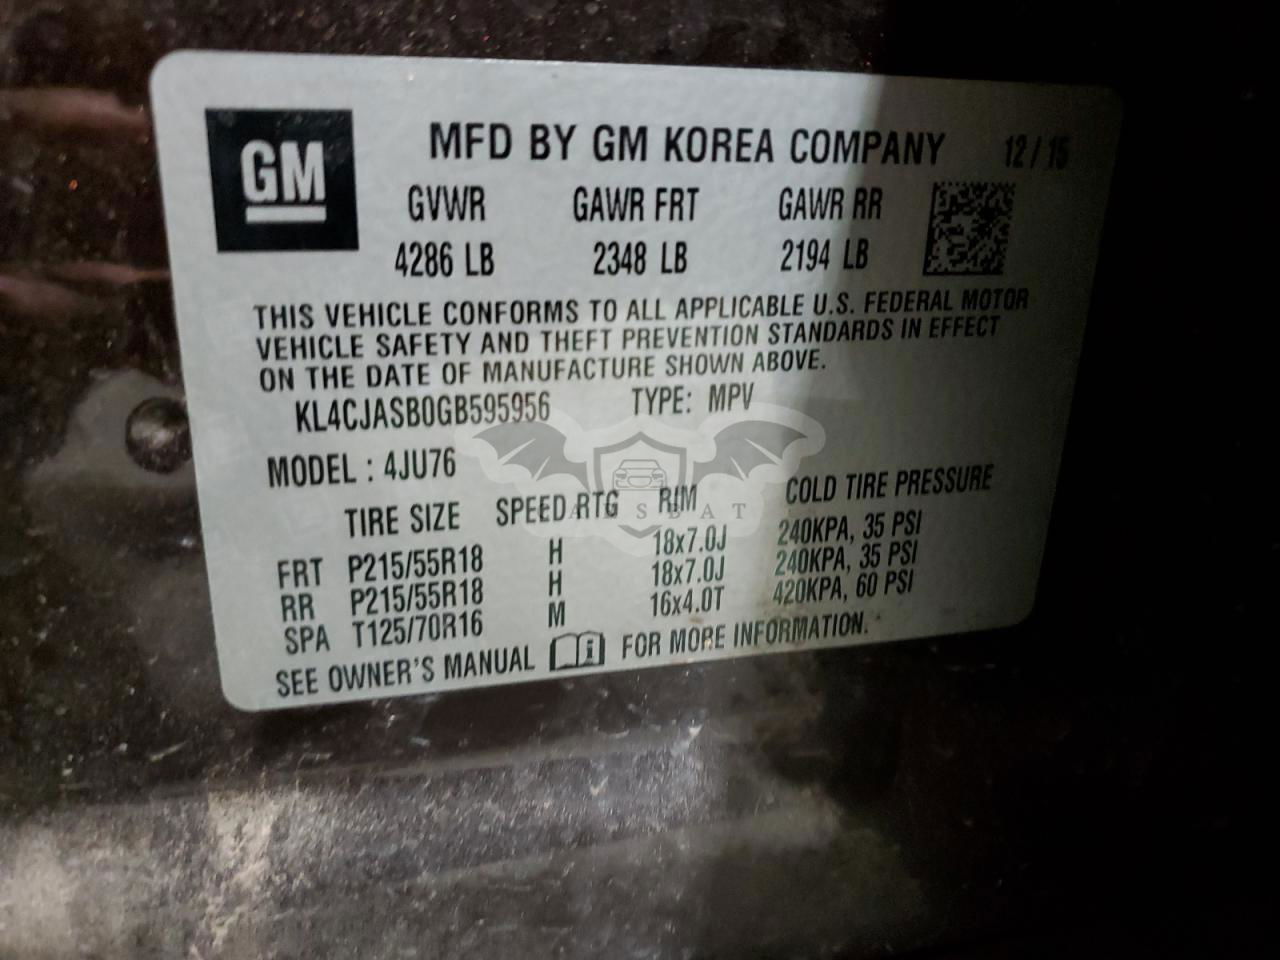 GM
MFD BY GM KOREA COMPANY 12/15
GVWR GAWR FRT GAWR RR
4286 LB 2348 LB 2194 LB
THIS VEHICLE CONFORMS TO ALL APPLICABLE U.S. FEDERAL MOTOR
VEHICLE SAFETY AND THEFT PREVENTION STANDARDS IN EFFECT
ON THE DATE OF MANUFACTURE SHOWN ABOVE.
KL4CJASB0GB595956 TYPE: MPV
MODEL : 4JU76
TIRE SIZE SPEED RTG RIM COLD TIRE PRESSURE
FRT P215/55R18 H 18x7.0J 240KPA, 35 PSI
RR P215/55R18 H 18x7.0J 240KPA, 35 PSI
SPA T125/70R16 M 16x4.0T 420KPA, 60 PSI
SEE OWNER'S MANUAL i FOR MORE INFORMATION.
CARSBAT